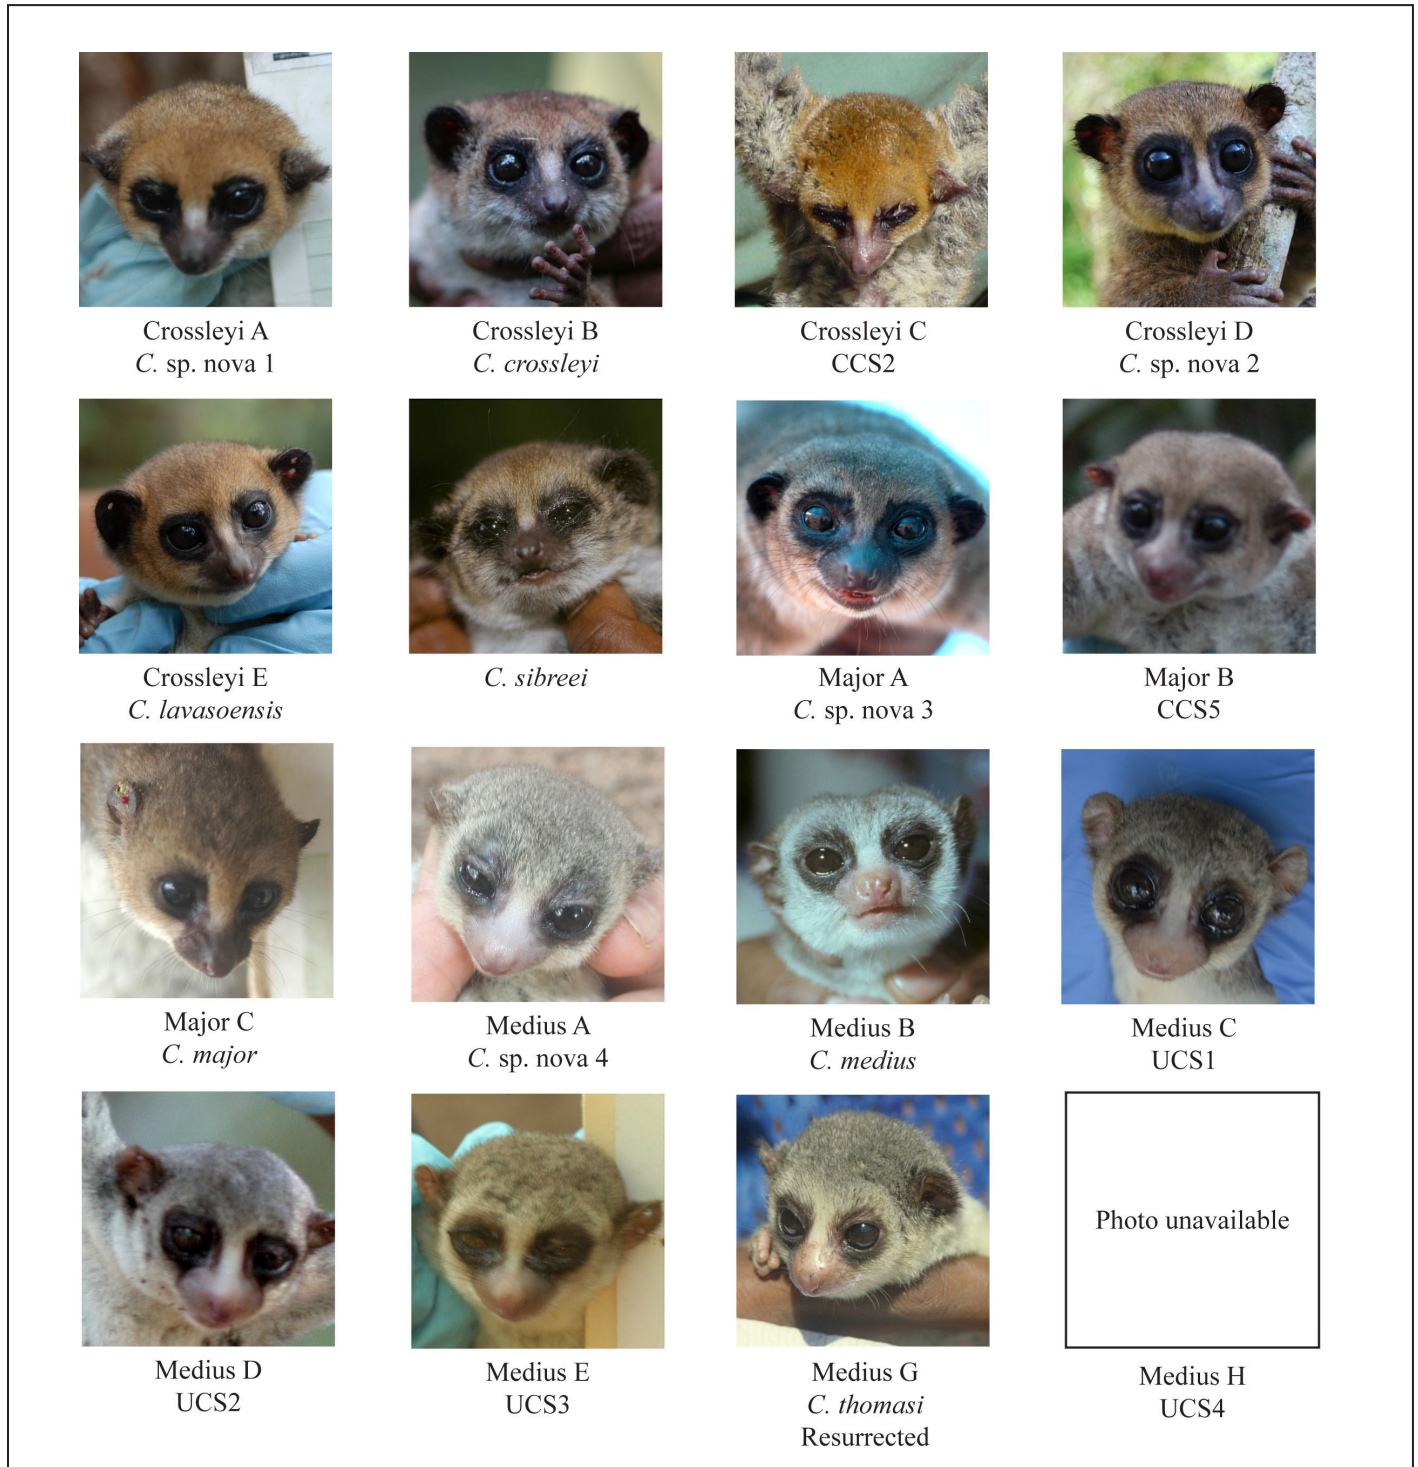 Crossleyi A
C. sp. nova 1
Crossleyi B
C. crossleyi
Crossleyi C
CCS2
Crossleyi D
C. sp. nova 2
Crossleyi E
C. lavasoensis
C. sibreei
Major A
C. sp. nova 3
Major B
CCS5
Major C
C. major
Medius A
C. sp. nova 4
Medius B
C. medius
Medius C
UCS1
Medius D
UCS2
Medius E
UCS3
Medius G
C. thomasi
Resurrected
Photo unavailable
Medius H
UCS4